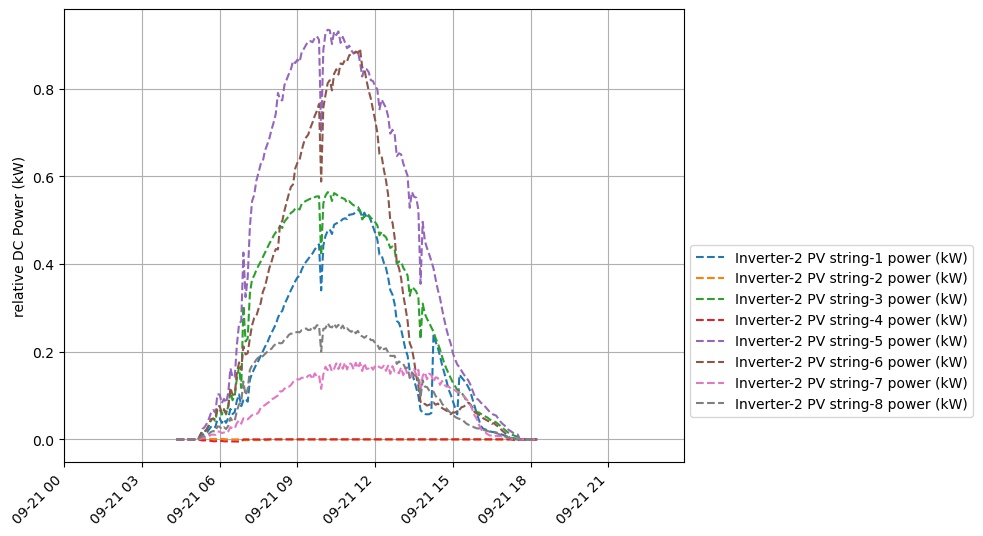 relative DC Power (kW)
0.8
0.6
0.4
0.2
0.0
09-21 00
09-21 03
09-21 06
09-21 09
09-21 12
09-21 15
09-21 18
09-21 21
Inverter-2 PV string-1 power (kW)
Inverter-2 PV string-2 power (kW)
Inverter-2 PV string-3 power (kW)
Inverter-2 PV string-4 power (kW)
Inverter-2 PV string-5 power (kW)
Inverter-2 PV string-6 power (kW)
Inverter-2 PV string-7 power (kW)
Inverter-2 PV string-8 power (kW)